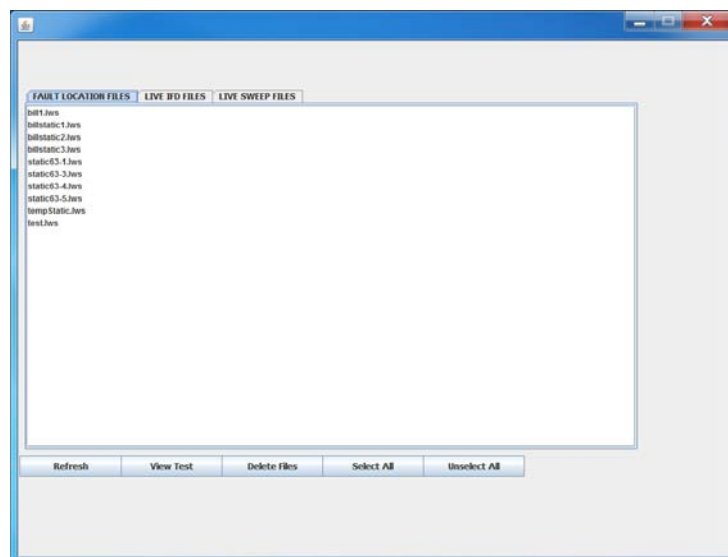 FAULT LOCATION FILES LIVE IFD FILES LIVE SWEEP FILES
bill1.lws
billstatic1.lws
billstatic2.lws
billstatic3.lws
static63-1.lws
static63-3.lws
static63-4.lws
static63-5.lws
tempStatic.lws
test.lws
Refresh View Test Delete Files Select All Unselect All